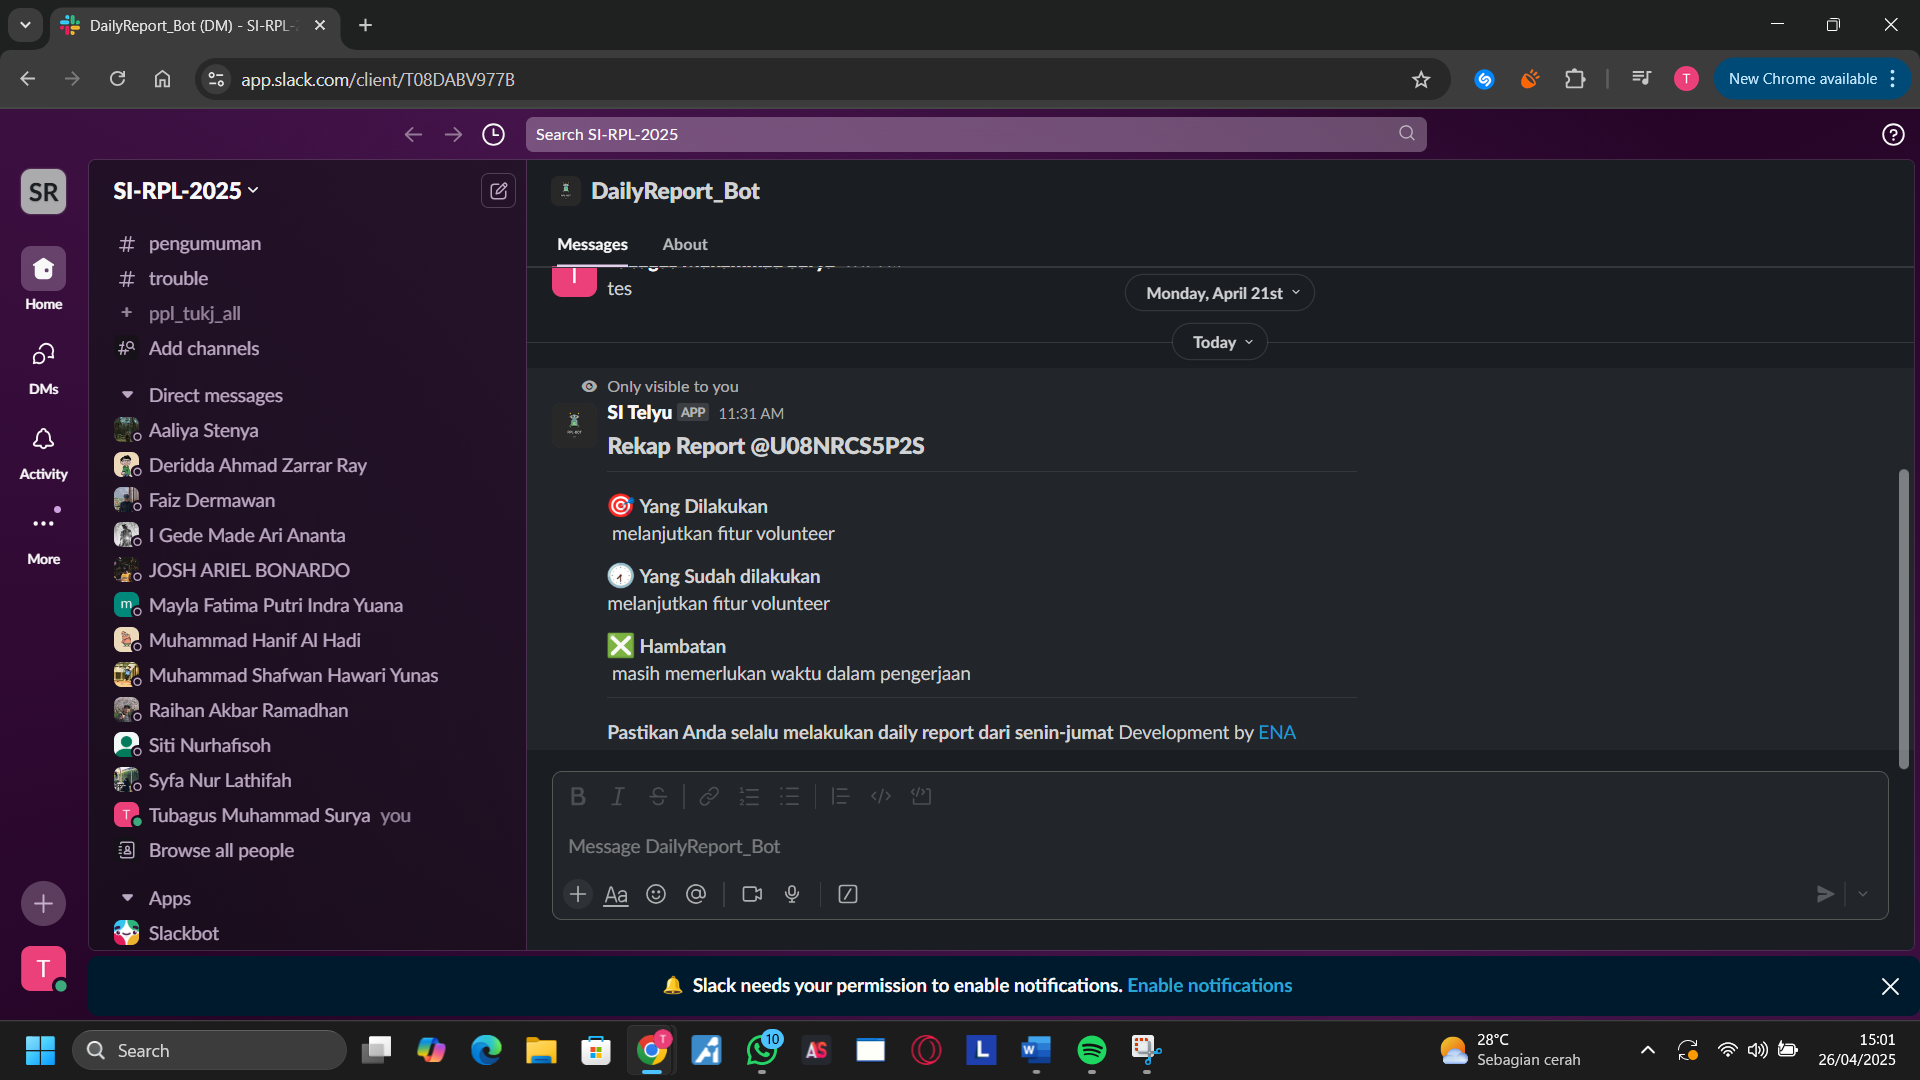 DailyReport_Bot (DM) - SI-RPL-
app.slack.com/client/T08DABV977B
T
New Chrome available
Search SI-RPL-2025
SR
Home
DMs
Activity
More
T
SI-RPL-2025
# pengumuman
# trouble
+ ppl_tukj_all
Add channels
Direct messages
Aaliya Stenya
Deridda Ahmad Zarrar Ray
Faiz Dermawan
I Gede Made Ari Ananta
JOSH ARIEL BONARDO
m Mayla Fatima Putri Indra Yuana
Muhammad Hanif Al Hadi
Muhammad Shafwan Hawari Yunas
Raihan Akbar Ramadhan
Siti Nurhafisoh
Syfa Nur Lathifah
T Tubagus Muhammad Surya you
Browse all people
Apps
Slackbot
DailyReport_Bot
Messages About
tes
Monday, April 21st
Today
Only visible to you
SI Telyu APP 11:31 AM
Rekap Report @U08NRCS5P2S
🎯 Yang Dilakukan
melanjutkan fitur volunteer
🕢 Yang Sudah dilakukan
melanjutkan fitur volunteer
❎ Hambatan
masih memerlukan waktu dalam pengerjaan
Pastikan Anda selalu melakukan daily report dari senin-jumat Development by ENA
Message DailyReport_Bot
Aa
🔔 Slack needs your permission to enable notifications. Enable notifications
Search
T
10
AS
L
28°C
Sebagian cerah
15:01
26/04/2025